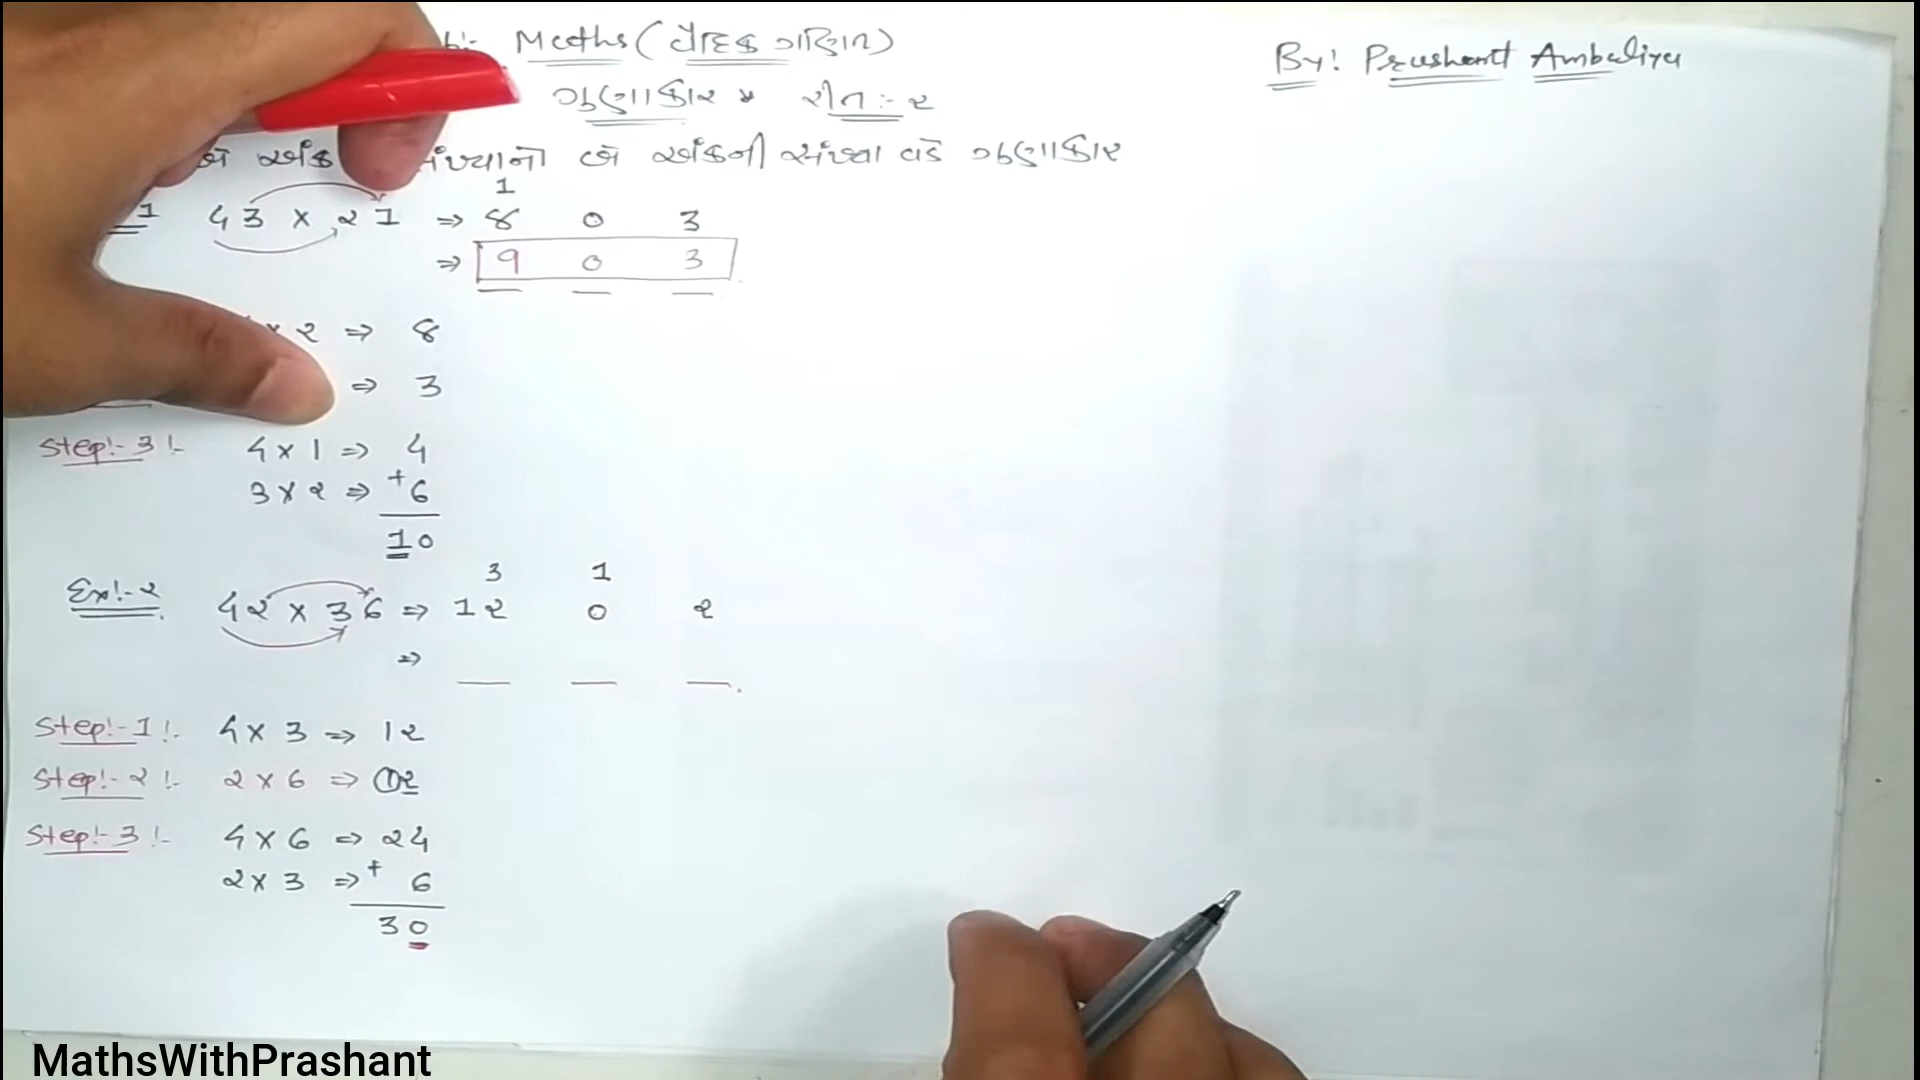 Maths (વૈદિક ગણિત)
By! Prashant Ambaliya
ગુણાકાર * રીત :- ૨
બે અંક સંખ્યાનો બે અંકની સંખ્યા વડે ગુણાકાર
1
1 43 × ૨1 ⇒ 8 0 3
⇒ 9 0 3
× ૨ ⇒ 8
⇒ 3
Step:- 3 :- 4 × 1 ⇒ 4
3 × ૨ ⇒ + 6
10
3 1
Ex:- ૨ 4૨ × 36 ⇒ 1૨ 0 ૨
⇒
Step:- 1 :- 4 × 3 ⇒ 1૨
Step:- ૨ :- ૨ × 6 ⇒ 1૨
Step:- 3 :- 4 × 6 ⇒ ૨4
૨ × 3 ⇒ + 6
30
MathsWithPrashant